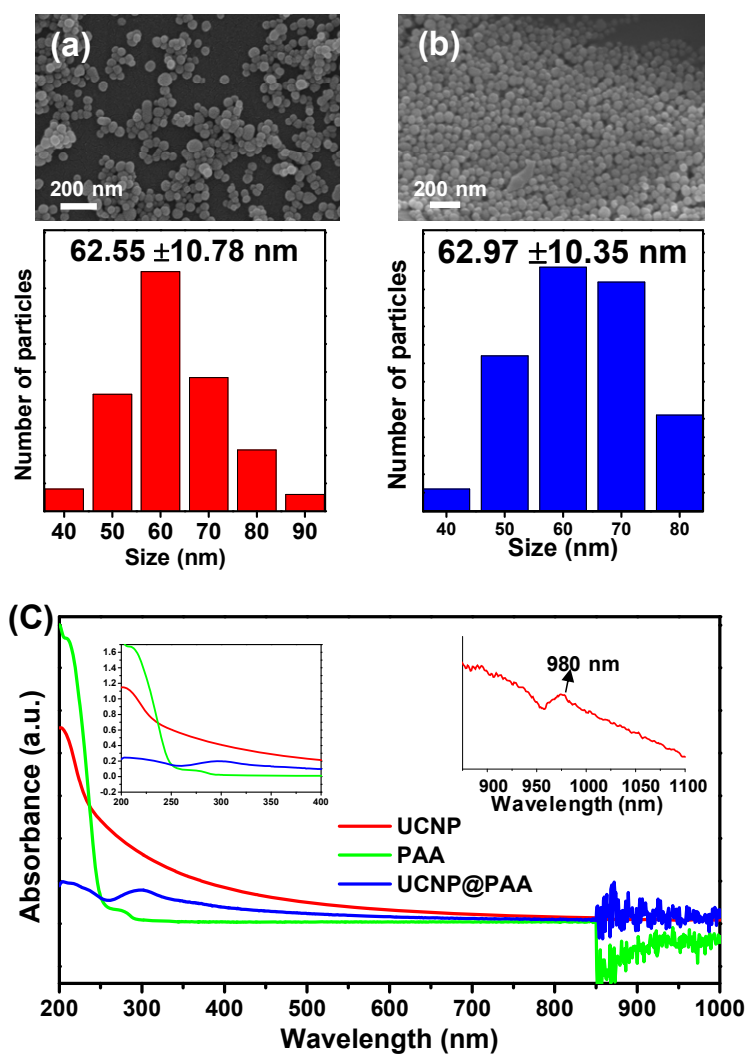 (a)
200 nm
(b)
200 nm
62.55 ±10.78 nm
Number of particles
40 50 60 70 80 90
Size (nm)
62.97 ±10.35 nm
Number of particles
40 50 60 70 80
Size (nm)
(C)
Absorbance (a.u.)
1.6
1.4
1.2
1.0
0.8
0.6
0.4
0.2
0.0
-0.2
200 250 300 350 400
980 nm
900 950 1000 1050 1100
Wavelength (nm)
UCNP
PAA
UCNP@PAA
200 300 400 500 600 700 800 900 1000
Wavelength (nm)